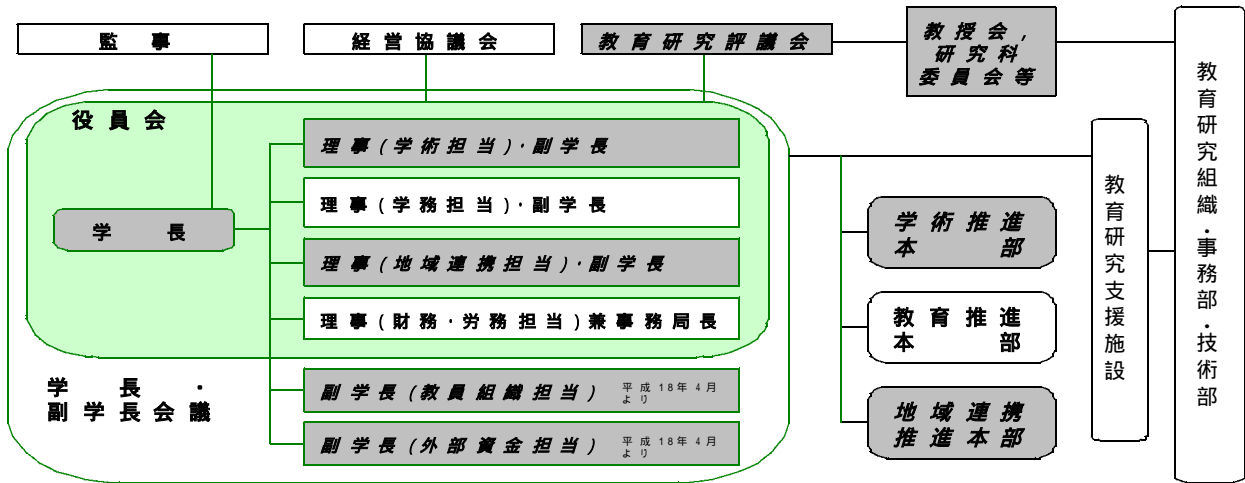 監事
経営協議会
教育研究評議会
教授会，
研究科
委員会等
役員会
学長
理事(学術担当)・副学長
理事(学務担当)・副学長
理事(地域連携担当)・副学長
理事(財務・労務担当)兼事務局長
学長・
副学長会議
副学長(教員組織担当)
平成18年4月
より
副学長(外部資金担当)
平成18年4月
より
学術推進
本部
教育推進
本部
地域連携
推進本部
教育研究支援施設
教育研究組織・事務部・技術部